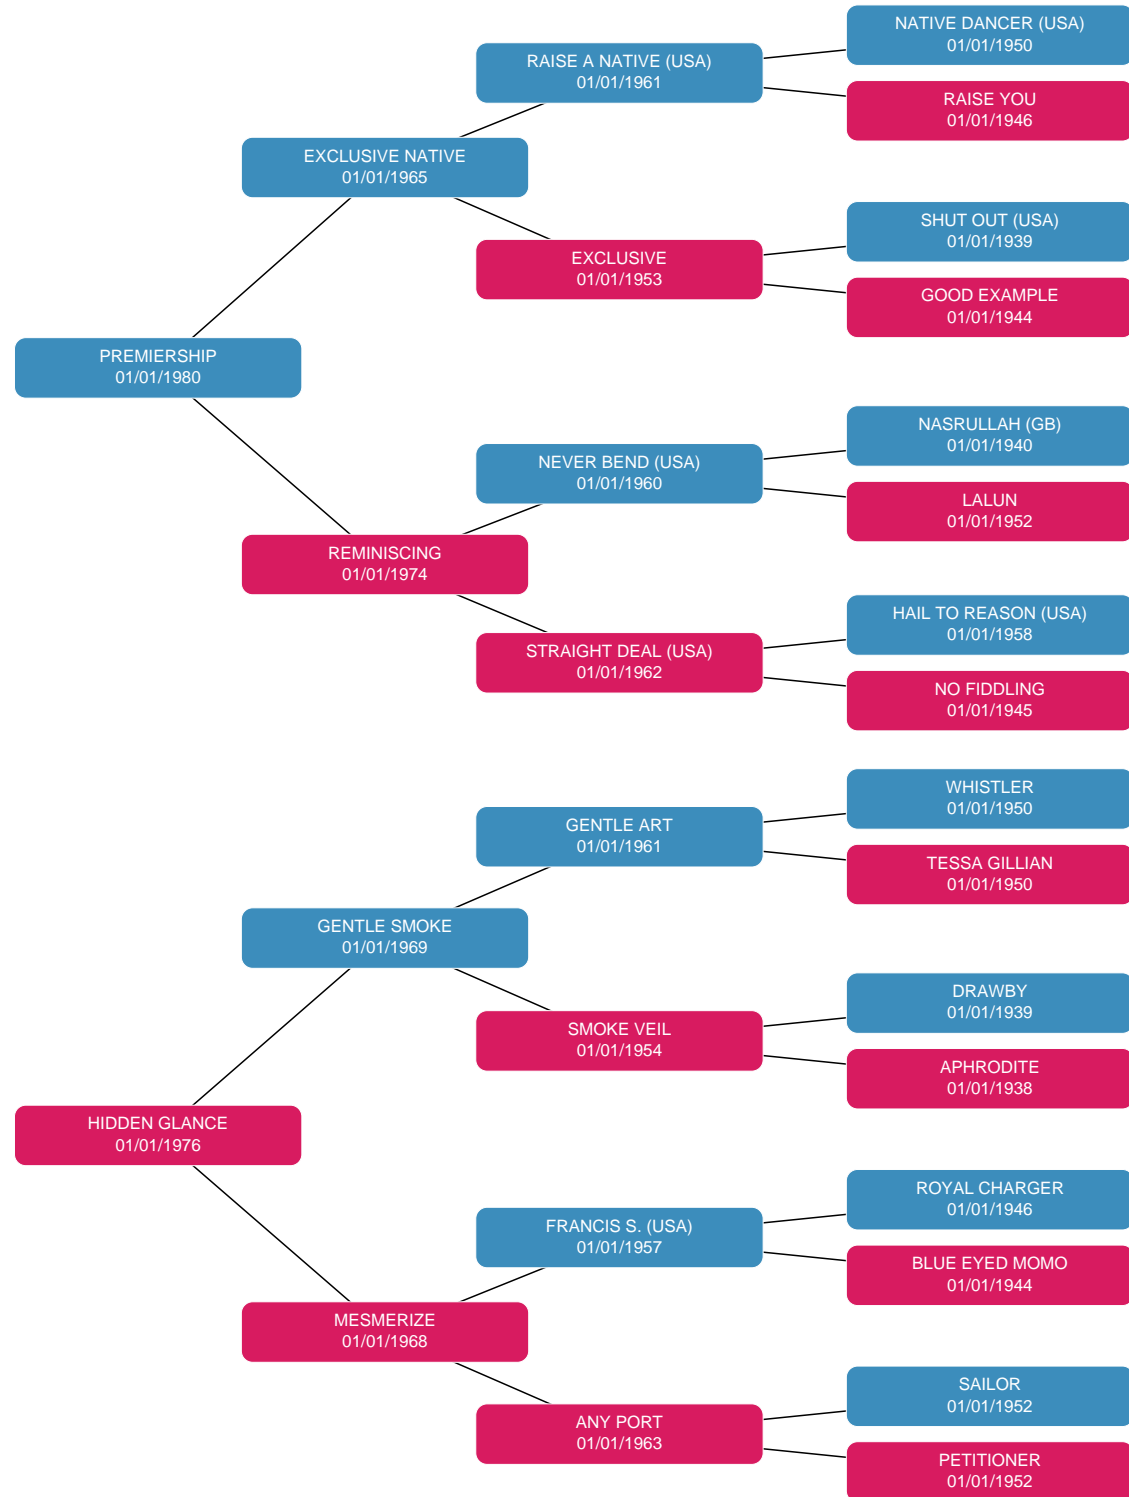 NATIVE DANCER (USA)
01/01/1950
RAISE A NATIVE (USA)
01/01/1961
RAISE YOU
01/01/1946
EXCLUSIVE NATIVE
01/01/1965
SHUT OUT (USA)
01/01/1939
EXCLUSIVE
01/01/1953
GOOD EXAMPLE
01/01/1944
PREMIERSHIP
01/01/1980
NASRULLAH (GB)
01/01/1940
NEVER BEND (USA)
01/01/1960
LALUN
01/01/1952
REMINISCING
01/01/1974
HAIL TO REASON (USA)
01/01/1958
STRAIGHT DEAL (USA)
01/01/1962
NO FIDDLING
01/01/1945
WHISTLER
01/01/1950
GENTLE ART
01/01/1961
TESSA GILLIAN
01/01/1950
GENTLE SMOKE
01/01/1969
DRAWBY
01/01/1939
SMOKE VEIL
01/01/1954
APHRODITE
01/01/1938
HIDDEN GLANCE
01/01/1976
ROYAL CHARGER
01/01/1946
FRANCIS S. (USA)
01/01/1957
BLUE EYED MOMO
01/01/1944
MESMERIZE
01/01/1968
SAILOR
01/01/1952
ANY PORT
01/01/1963
PETITIONER
01/01/1952